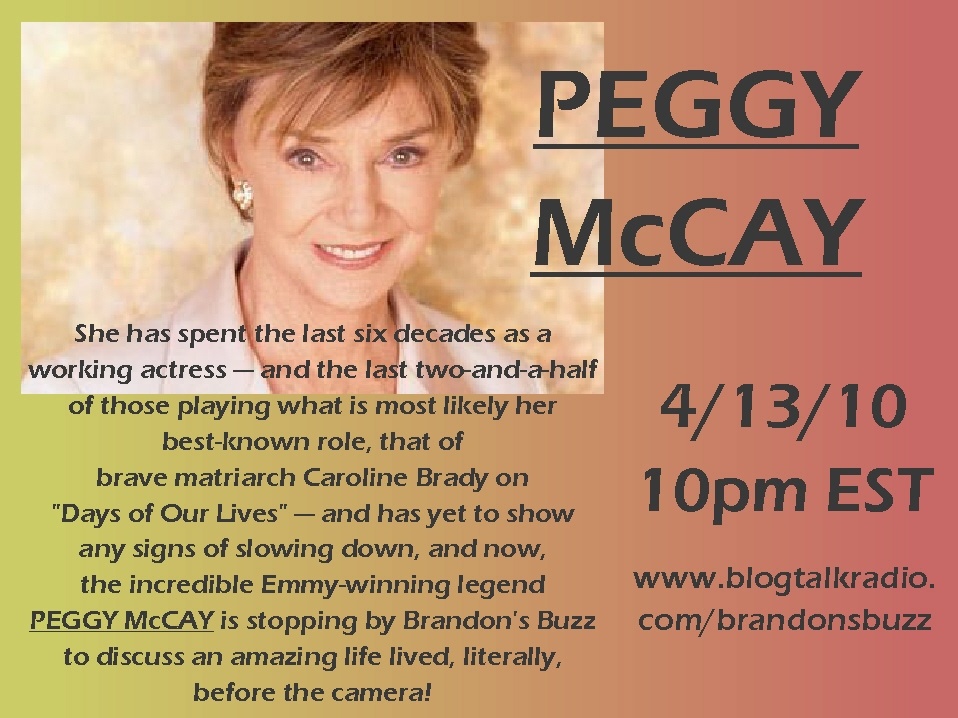 PEGGY
McCAY
She has spent the last six decades as a
working actress — and the last two-and-a-half
of those playing what is most likely her
best-known role, that of
brave matriarch Caroline Brady on
"Days of Our Lives" — and has yet to show
any signs of slowing down, and now,
the incredible Emmy-winning legend
PEGGY McCAY is stopping by Brandon's Buzz
to discuss an amazing life lived, literally,
before the camera!
4/13/10
10pm EST
www.blogtalkradio.
com/brandonsbuzz